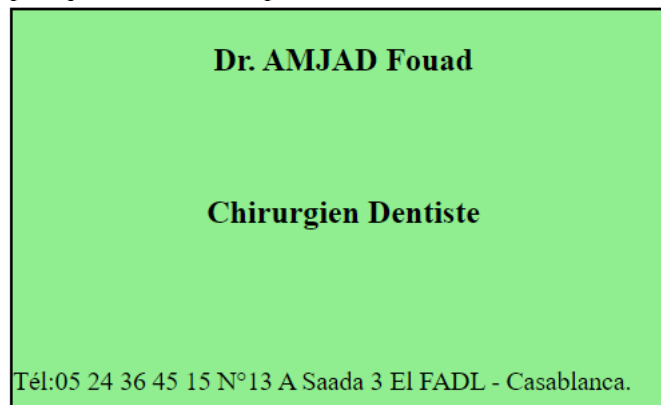 Dr. AMJAD Fouad
Chirurgien Dentiste
Tél:05 24 36 45 15 N°13 A Saada 3 El FADL - Casablanca.